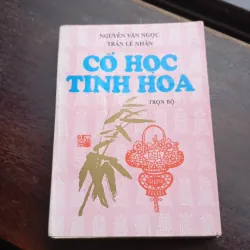 NGUYỄN VĂN NGỌC
TRẦN LÊ NHÂN
CỔ HỌC
TINH HOA
TRỌN BỘ